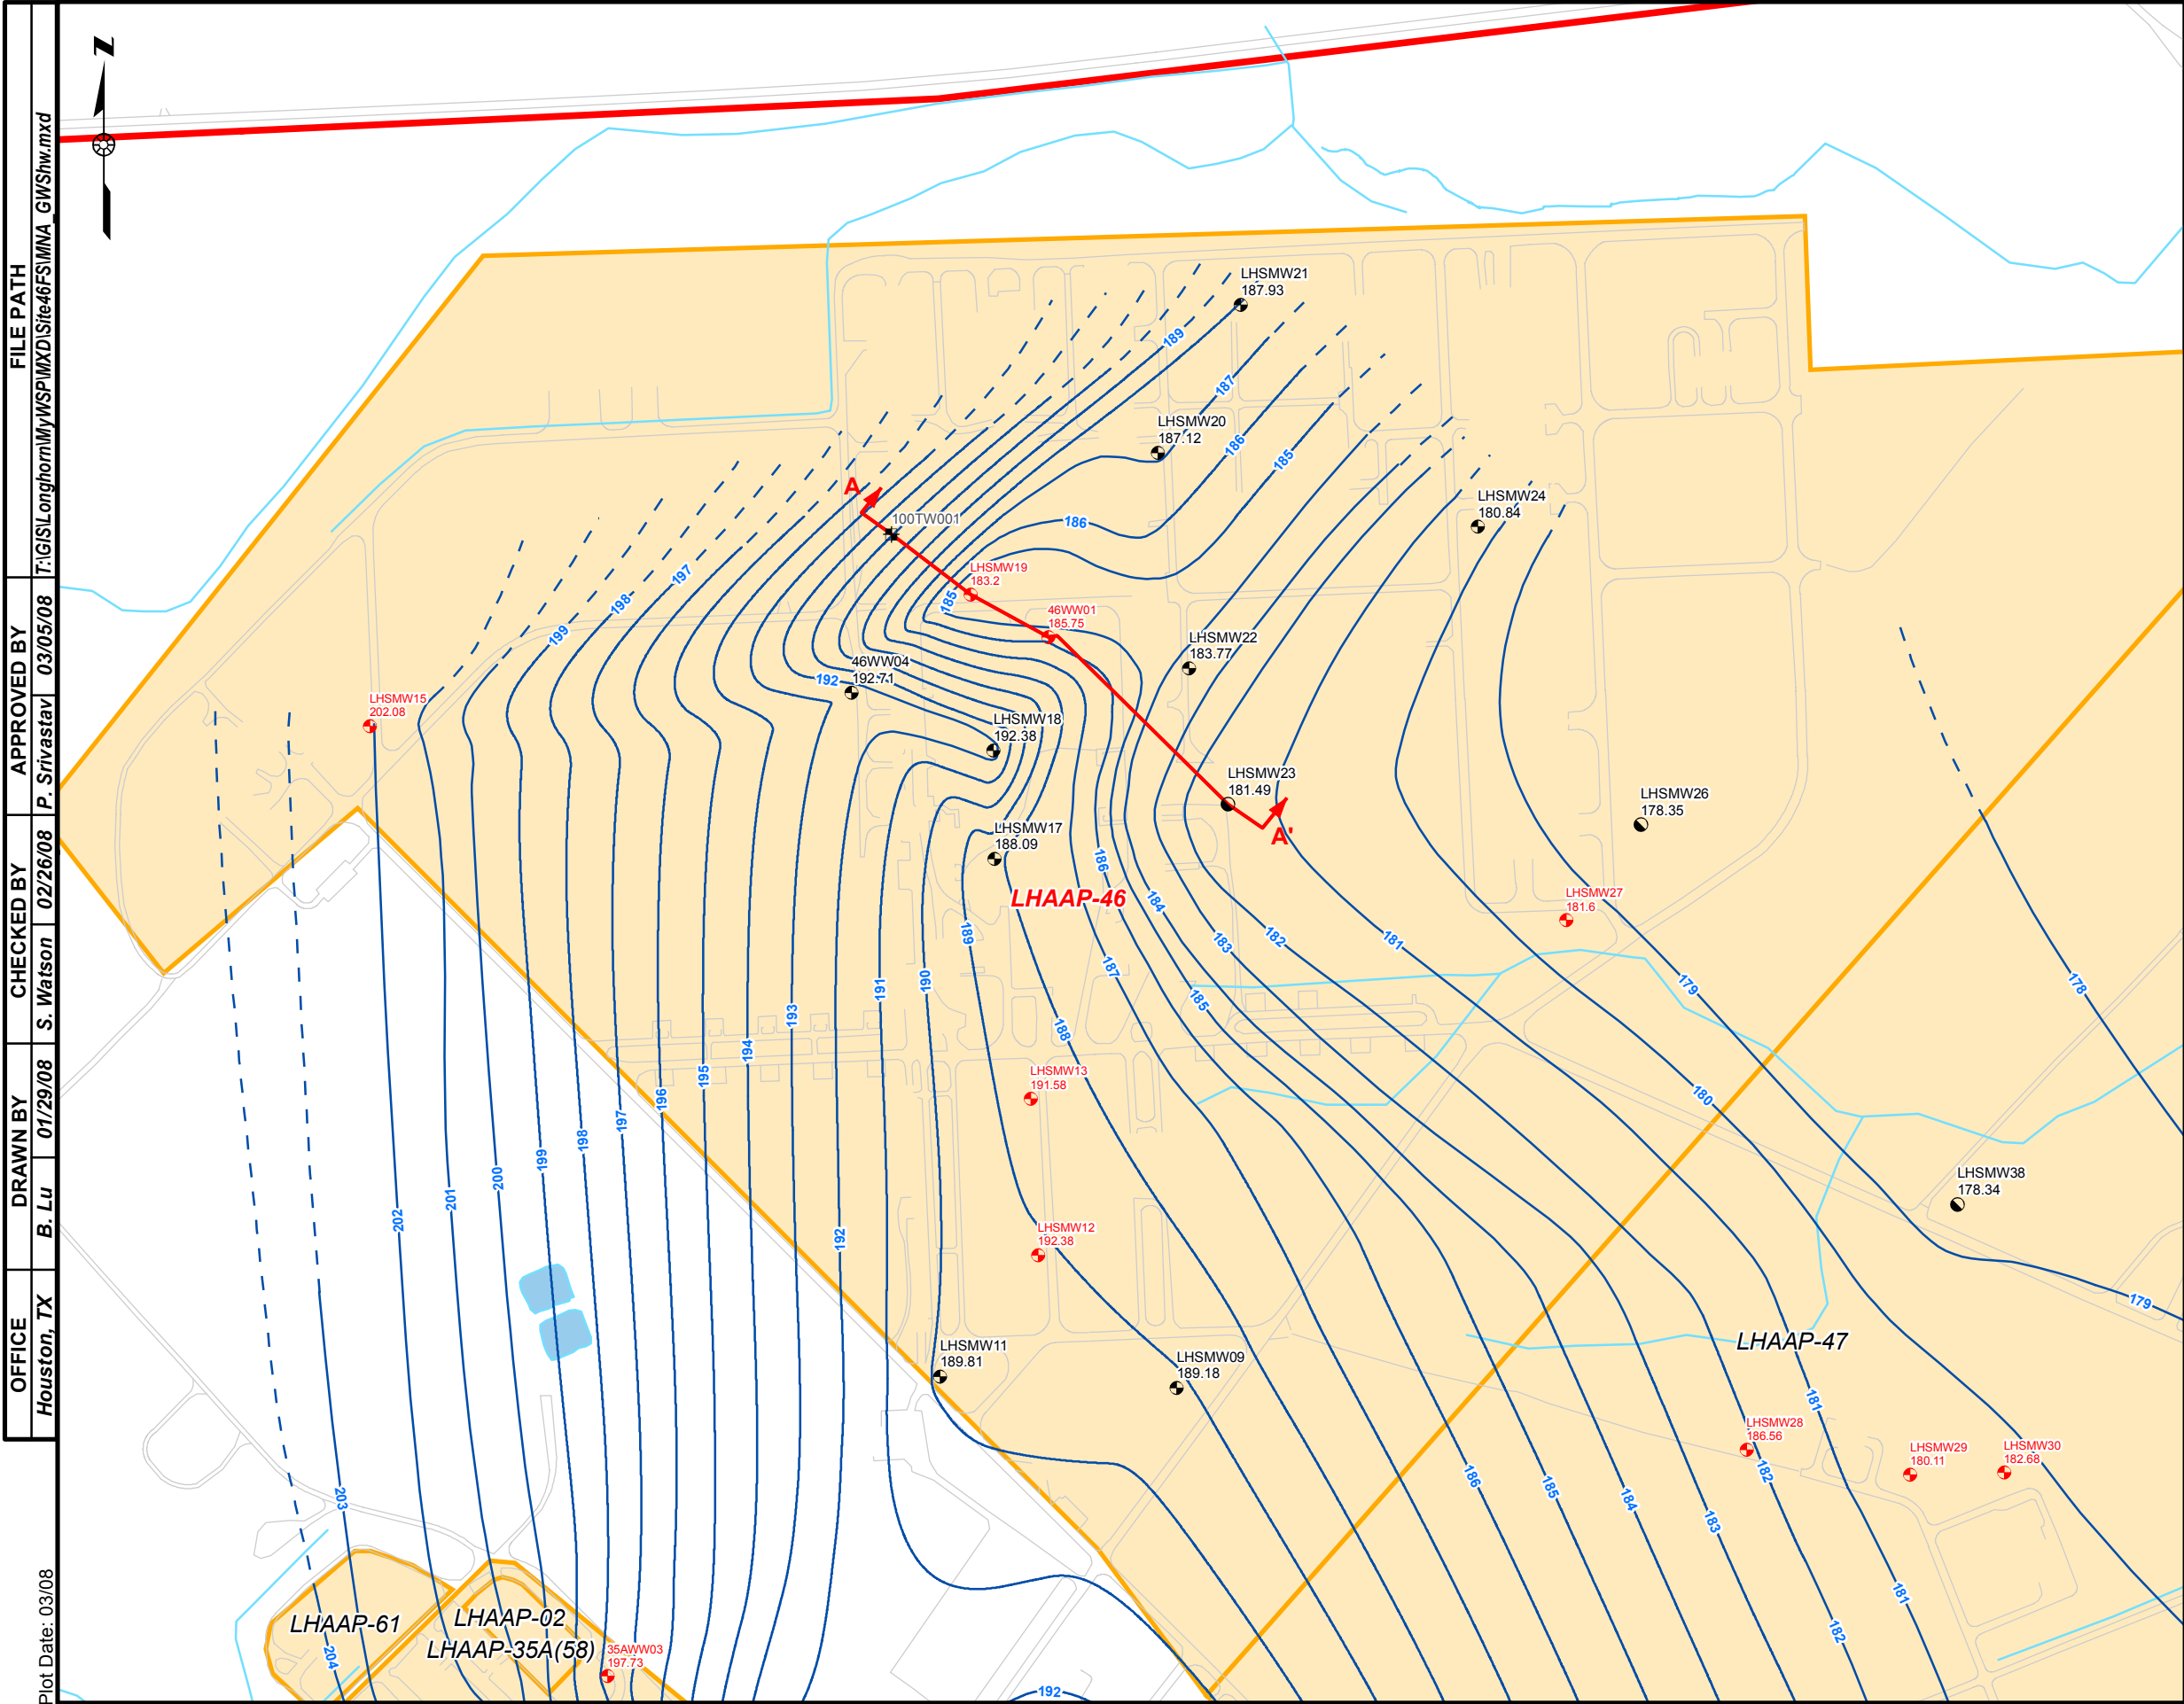 FILE PATH
T:\GIS\Longhorn\MyWSP\MXD\Site46FS\MNA_GWShw.mxd
APPROVED BY
P. Srivastav 03/05/08
CHECKED BY
S. Watson 02/26/08
DRAWN BY
B. Lu 01/29/08
OFFICE
Houston, TX
Plot Date: 03/08
N
LHSMW21
187.93
189
187
LHSMW20
187.12
186
185
A
LHSMW24
180.84
100TW001
186
LHSMW19
183.2
197
198
185
46WW01
185.75
199
LHSMW22
183.77
46WW04
192.71
192
LHSMW15
202.08
LHSMW18
192.38
LHSMW23
181.49
LHSMW26
178.35
A'
LHSMW17
188.09
186
LHAAP-46
184
LHSMW27
181.6
189
183
182
181
187
190
191
179
178
185
193
188
194
195
LHSMW13
191.58
196
180
197
198
199
200
LHSMW38
178.34
201
202
192
LHSMW12
192.38
179
LHAAP-47
LHSMW11
189.81
LHSMW09
189.18
181
LHSMW28
186.56
LHSMW29
180.11
LHSMW30
182.68
182
186
185
184
203
183
181
LHAAP-61
LHAAP-02
LHAAP-35A(58)
182
204
35AWW03
197.73
192